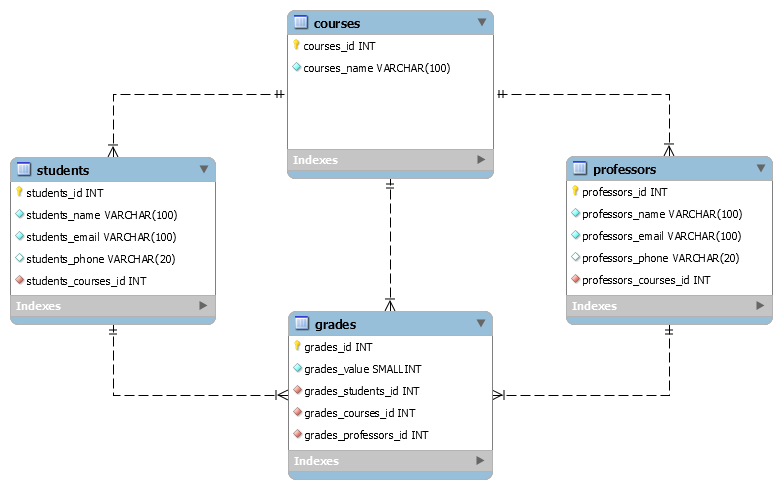 courses
courses_id INT
courses_name VARCHAR(100)
Indexes
students
students_id INT
students_name VARCHAR(100)
students_email VARCHAR(100)
students_phone VARCHAR(20)
students_courses_id INT
Indexes
professors
professors_id INT
professors_name VARCHAR(100)
professors_email VARCHAR(100)
professors_phone VARCHAR(20)
professors_courses_id INT
Indexes
grades
grades_id INT
grades_value SMALLINT
grades_students_id INT
grades_courses_id INT
grades_professors_id INT
Indexes